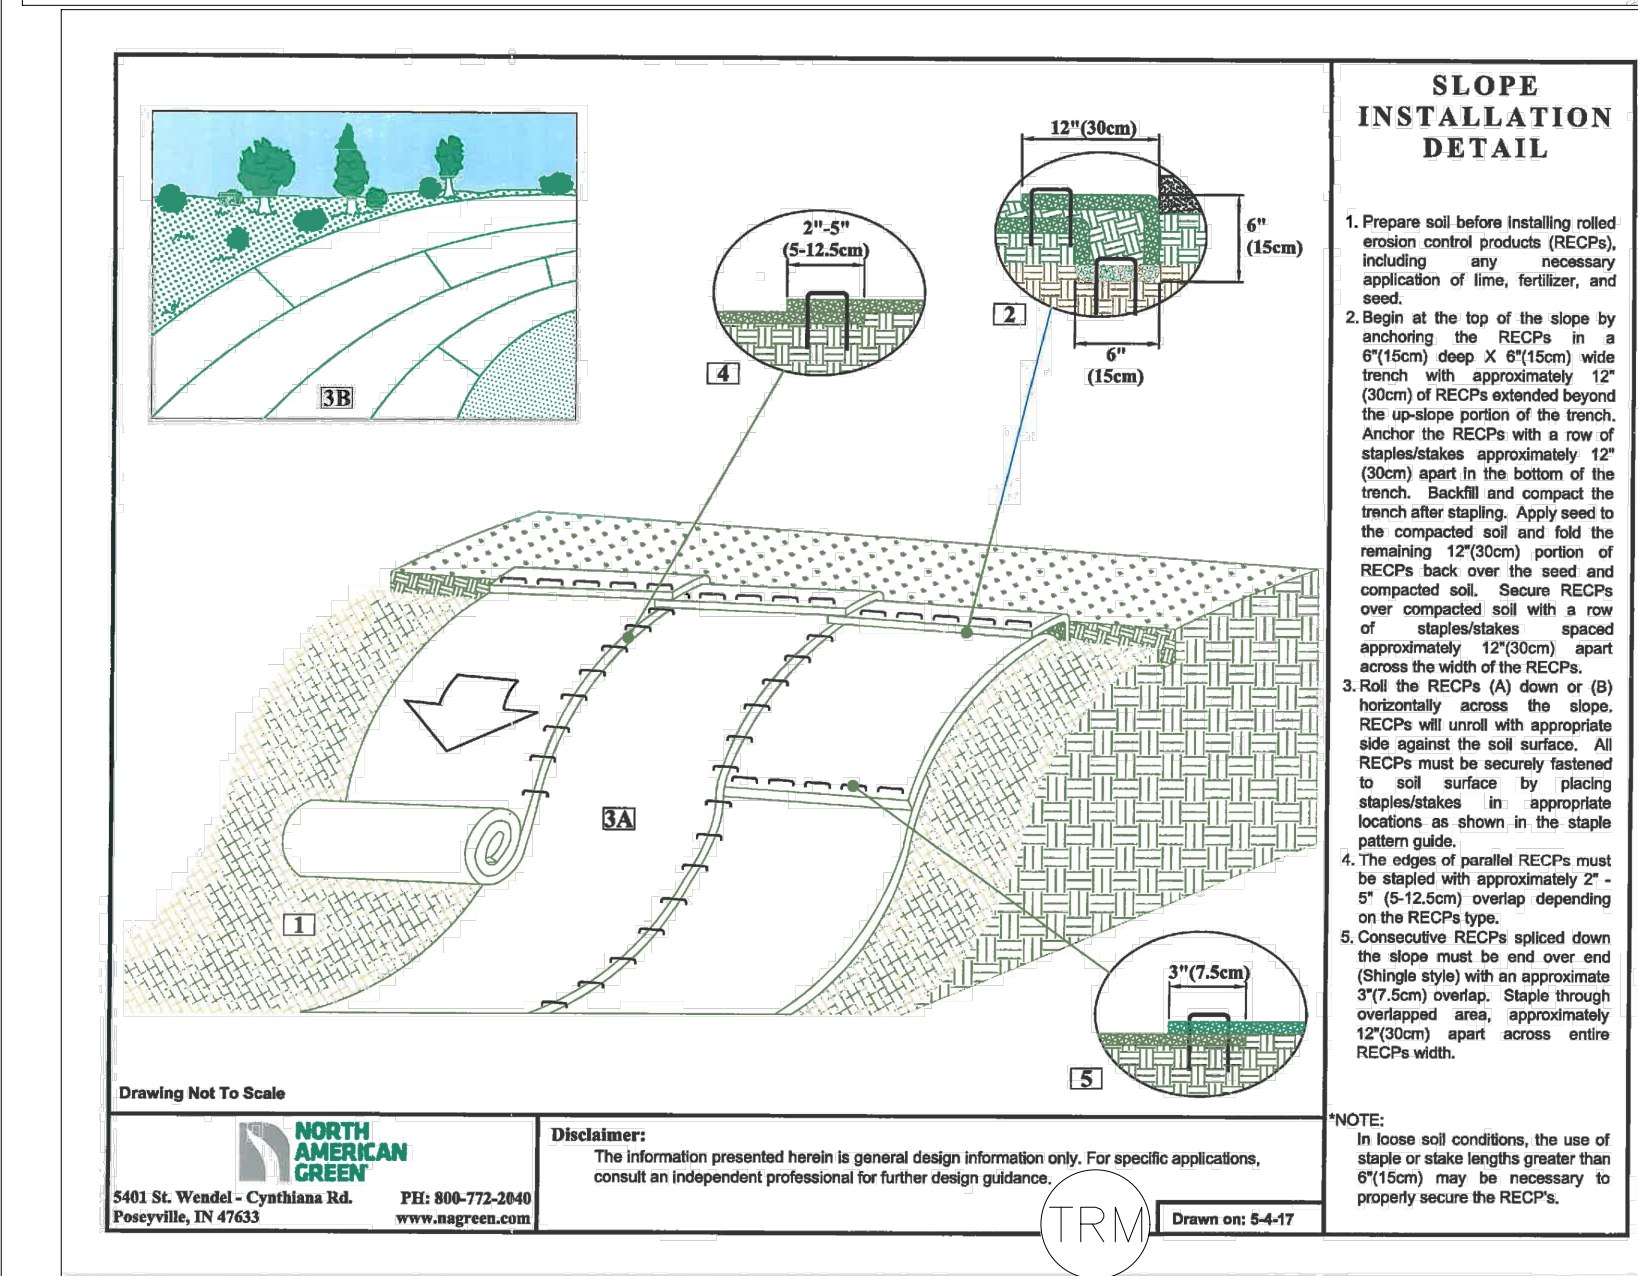 SLOPE
INSTALLATION
DETAIL
1. Prepare soil before installing rolled
erosion control products (RECPs),
including any necessary
application of lime, fertilizer, and
seed.
2. Begin at the top of the slope by
anchoring the RECPs in a
6"(15cm) deep X 6"(15cm) wide
trench with approximately 12"
(30cm) of RECPs extended beyond
the up-slope portion of the trench.
Anchor the RECPs with a row of
staples/stakes approximately 12"
(30cm) apart in the bottom of the
trench. Backfill and compact the
trench after stapling. Apply seed to
the compacted soil and fold the
remaining 12"(30cm) portion of
RECPs back over the seed and
compacted soil. Secure RECPs
over compacted soil with a row
of staples/stakes spaced
approximately 12"(30cm) apart
across the width of the RECPs.
3. Roll the RECPs (A) down or (B)
horizontally across the slope.
RECPs will unroll with appropriate
side against the soil surface. All
RECPs must be securely fastened
to soil surface by placing
staples/stakes in appropriate
locations as shown in the staple
pattern guide.
4. The edges of parallel RECPs must
be stapled with approximately 2" -
5" (5-12.5cm) overlap depending
on the RECPs type.
5. Consecutive RECPs spliced down
the slope must be end over end
(Shingle style) with an approximate
3"(7.5cm) overlap. Staple through
overlapped area, approximately
12"(30cm) apart across entire
RECPs width.
*NOTE:
In loose soil conditions, the use of
staple or stake lengths greater than
6"(15cm) may be necessary to
properly secure the RECP's.
12"(30cm)
6"
(15cm)
2
6"
(15cm)
2"-5"
(5-12.5cm)
4
3B
3A
1
3"(7.5cm)
5
Drawing Not To Scale
NORTH
AMERICAN
GREEN
5401 St. Wendel - Cynthiana Rd. PH: 800-772-2040
Poseyville, IN 47633 www.nagreen.com
Disclaimer:
The information presented herein is general design information only. For specific applications,
consult an independent professional for further design guidance.
TRM
Drawn on: 5-4-17